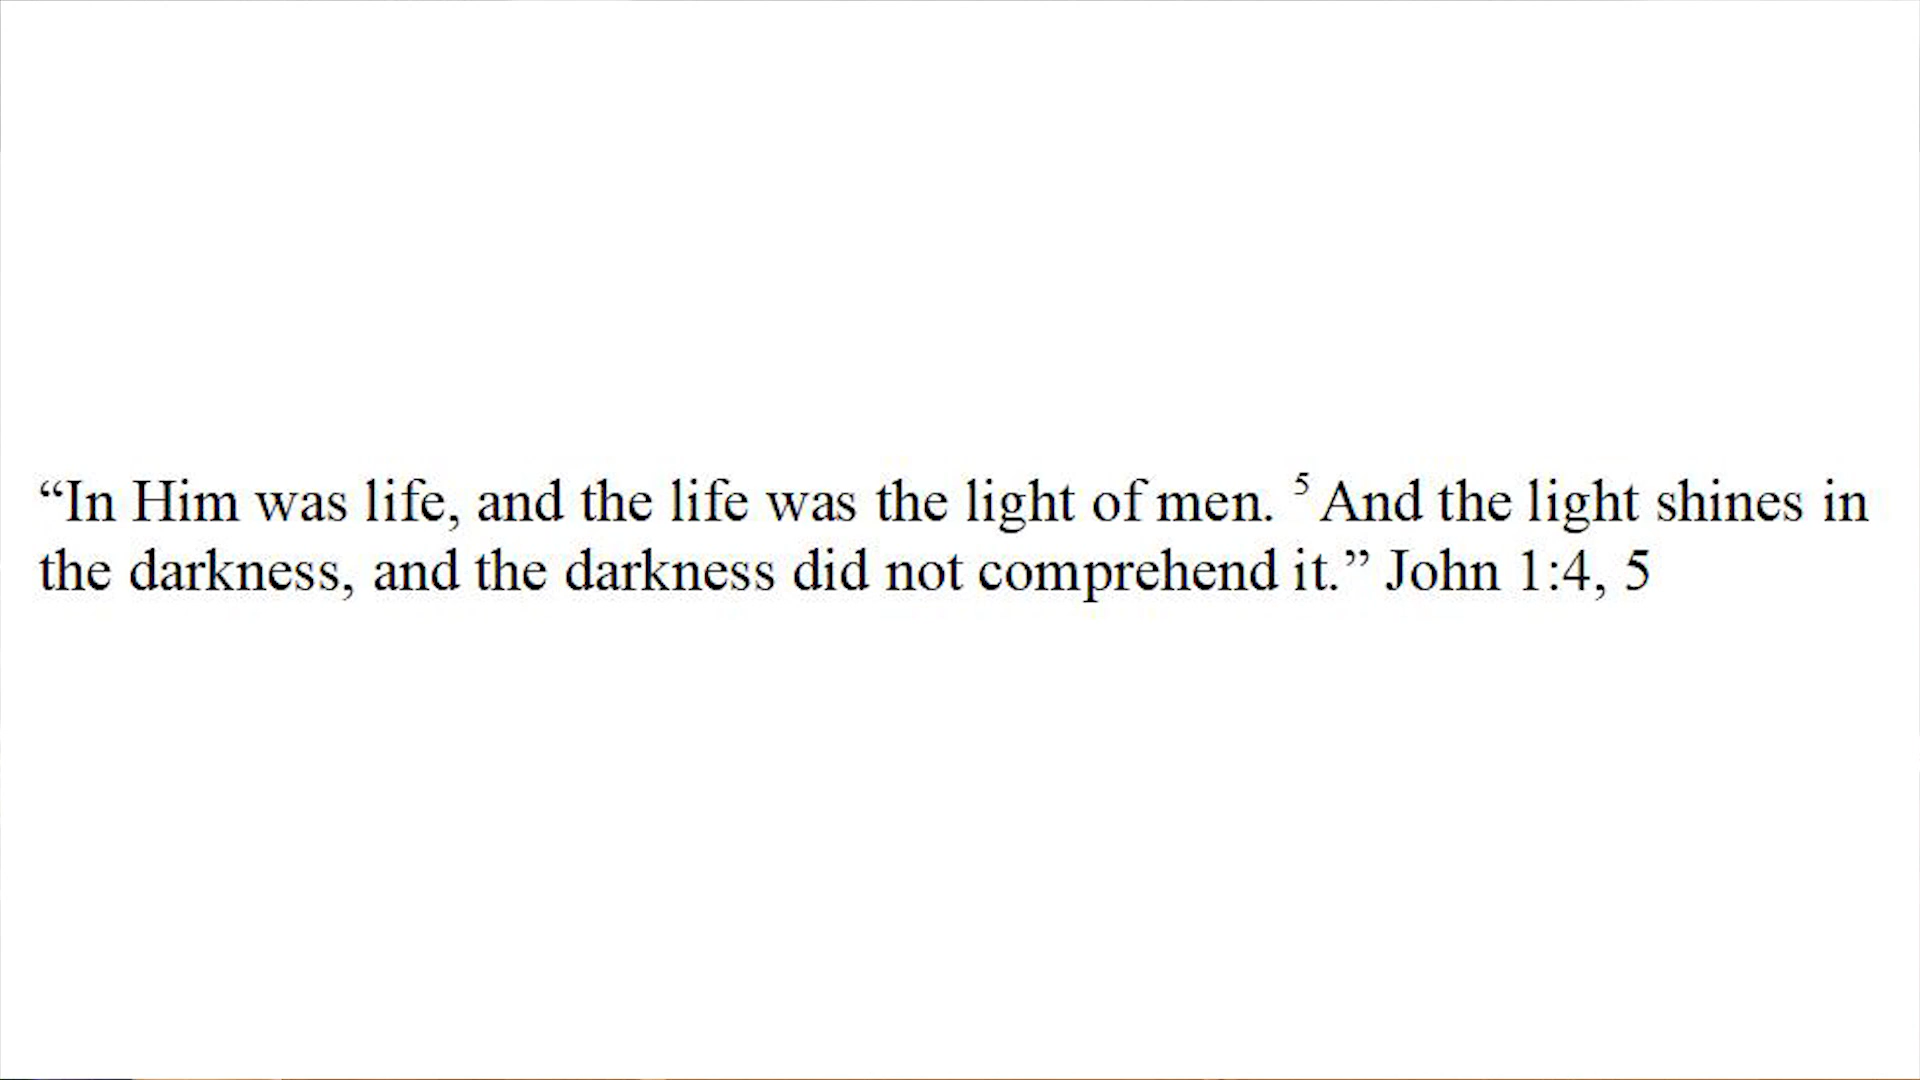 “In Him was life, and the life was the light of men. ⁵ And the light shines in
the darkness, and the darkness did not comprehend it.” John 1:4, 5